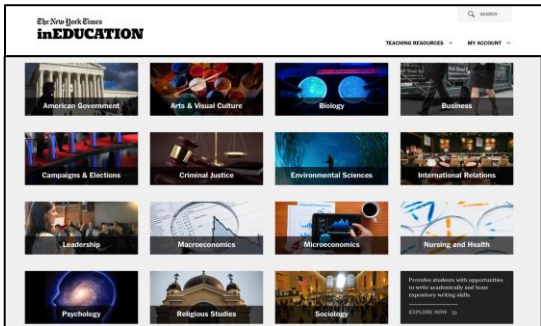 SEARCH
The New York Times
inEDUCATION
TEACHING RESOURCES MY ACCOUNT
American Government
Arts & Visual Culture
Biology
Business
Campaigns & Elections
Criminal Justice
Environmental Sciences
International Relations
Leadership
Macroeconomics
Microeconomics
Nursing and Health
Psychology
Religious Studies
Sociology
Provides students with opportunities
to write academically and hone
expository writing skills.
EXPLORE NOW »